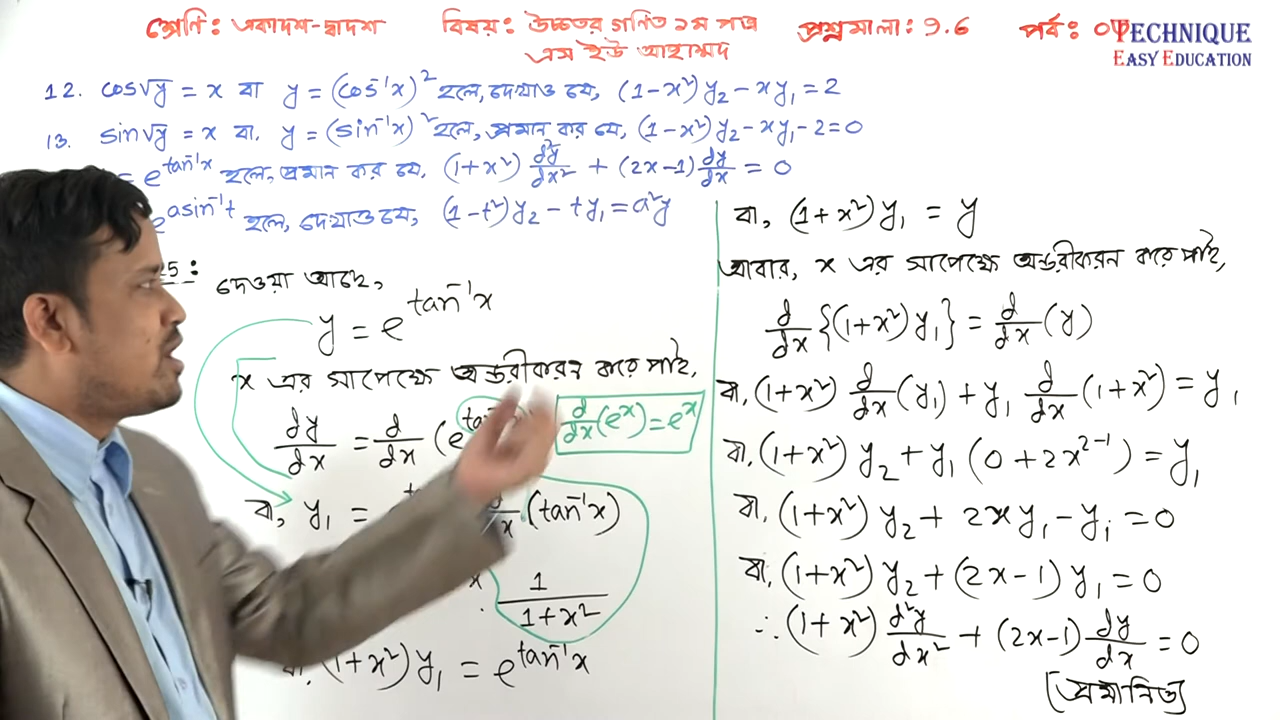 শ্রেণি: একাদশ-দ্বাদশ বিষয়: উচ্চতর গণিত ১ম পত্র প্রশ্নমালা: 9.6 পর্ব:
এস ইউ আহাম্মদ
TECHNIQUE
EASY EDUCATION
12. cos√y = x বা y = (cos⁻¹x)² হলে, দেখাও যে, (1-x²)y₂ - xy₁ = 2
13. sin√y = x বা, y = (sin⁻¹x)² হলে, প্রমান কর যে, (1-x²)y₂ - xy₁ - 2 = 0
= e^(tan⁻¹x) হলে, প্রমান কর যে, (1+x²) d²y/dx² + (2x-1) dy/dx = 0
e^(asin⁻¹t) হলে, দেখাও যে, (1-t²)y₂ - ty₁ = a²y
5: দেওয়া আছে,
y = e^(tan⁻¹x)
x এর সাপেক্ষে অন্তরীকরন করে পাই,
dy/dx = d/dx (e^(tan
d/dx (eˣ) = eˣ
বা, y₁ = (tan⁻¹x)
1/(1+x²)
বা, (1+x²)y₁ = e^(tan⁻¹x)
বা, (1+x²)y₁ = y
আবার, x এর সাপেক্ষে অন্তরীকরন করে পাই,
d/dx {(1+x²)y₁} = d/dx (y)
বা, (1+x²) d/dx (y₁) + y₁ d/dx (1+x²) = y₁
বা, (1+x²) y₂ + y₁ (0+2x²⁻¹) = y₁
বা, (1+x²) y₂ + 2xy₁ - y₁ = 0
বা, (1+x²) y₂ + (2x-1) y₁ = 0
∴ (1+x²) d²y/dx² + (2x-1) dy/dx = 0
[প্রমানিত]